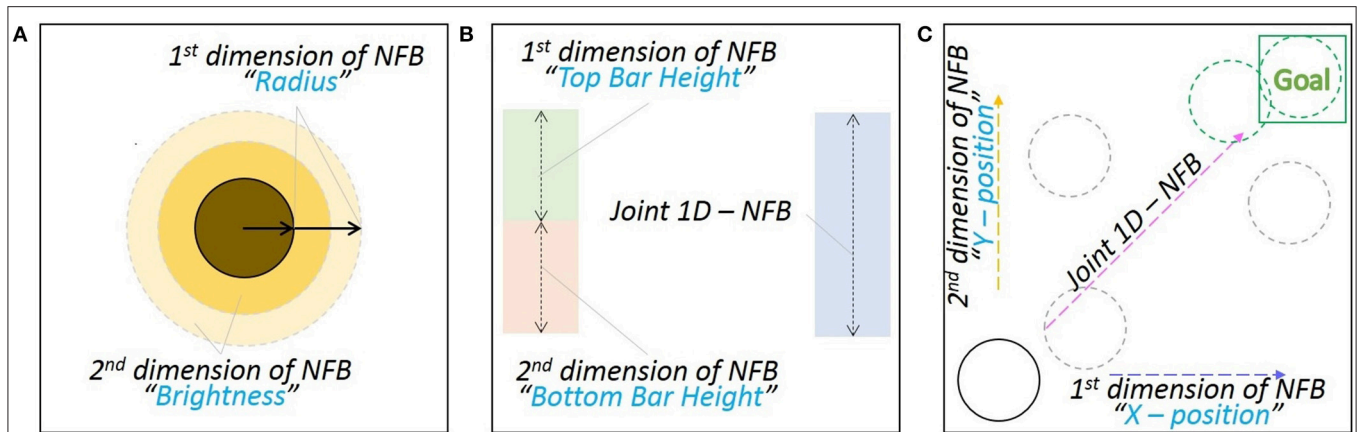 A
1st dimension of NFB
“Radius”
2nd dimension of NFB
“Brightness”
B
1st dimension of NFB
“Top Bar Height”
Joint 1D – NFB
2nd dimension of NFB
“Bottom Bar Height”
C
2nd dimension of NFB
“Y – position”
Joint 1D – NFB
Goal
1st dimension of NFB
“X – position”